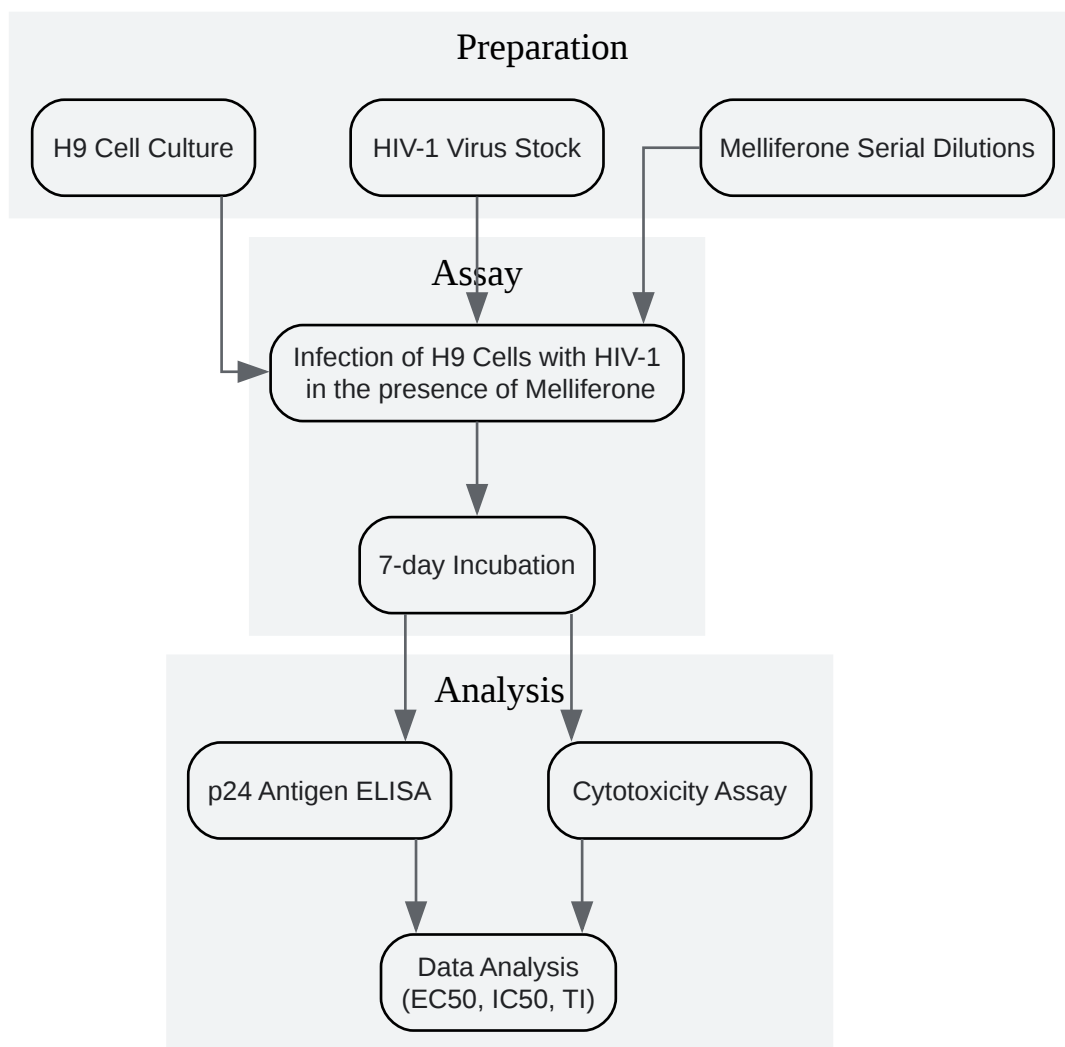 Preparation
H9 Cell Culture
HIV-1 Virus Stock
Melliferone Serial Dilutions
Assay
Infection of H9 Cells with HIV-1
in the presence of Melliferone
7-day Incubation
Analysis
p24 Antigen ELISA
Cytotoxicity Assay
Data Analysis
(EC50, IC50, TI)